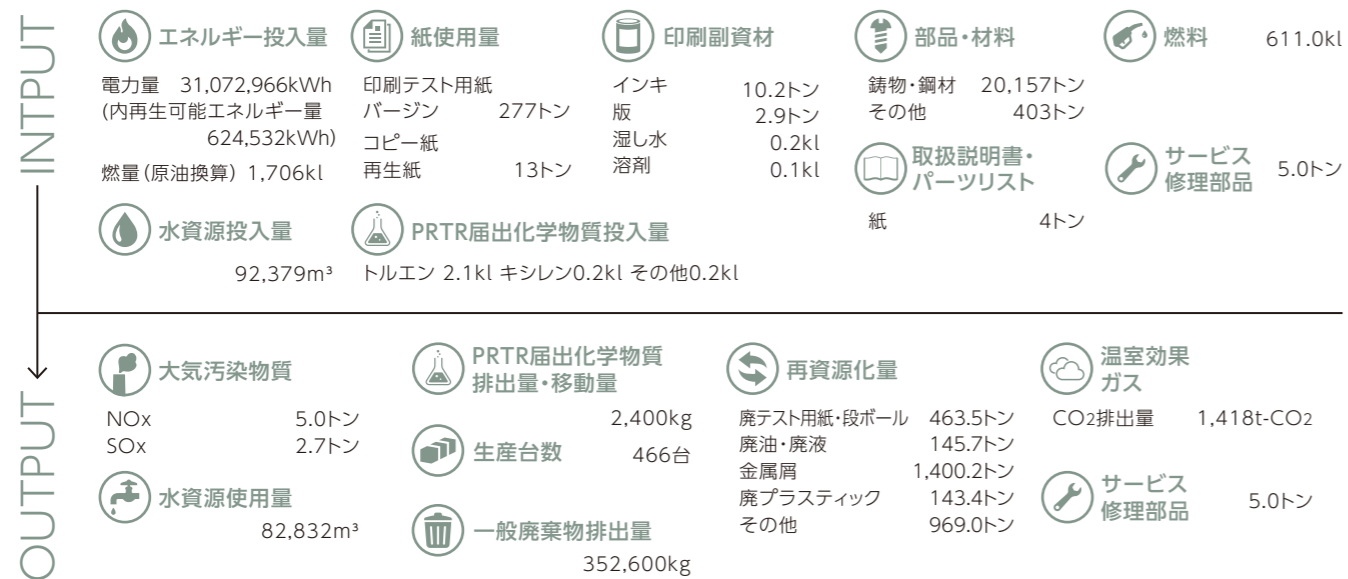 INTPUT
エネルギー投入量
電力量 31,072,966kWh
(内再生可能エネルギー量
624,532kWh)
燃量(原油換算) 1,706kl
紙使用量
印刷テスト用紙
バージン 277トン
コピー紙
再生紙 13トン
印刷副資材
インキ 10.2トン
版 2.9トン
湿し水 0.2kl
溶剤 0.1kl
部品・材料
鋳物・鋼材 20,157トン
その他 403トン
燃料 611.0kl
取扱説明書・
パーツリスト
紙 4トン
サービス
修理部品 5.0トン
水資源投入量
92,379m³
PRTR届出化学物質投入量
トルエン 2.1kl キシレン0.2kl その他0.2kl
OUTPUT
大気汚染物質
NOx 5.0トン
SOx 2.7トン
水資源使用量
82,832m³
PRTR届出化学物質
排出量・移動量
2,400kg
生産台数 466台
一般廃棄物排出量
352,600kg
再資源化量
廃テスト用紙・段ボール 463.5トン
廃油・廃液 145.7トン
金属屑 1,400.2トン
廃プラスティック 143.4トン
その他 969.0トン
温室効果
ガス
CO2排出量 1,418t-CO2
サービス
修理部品 5.0トン